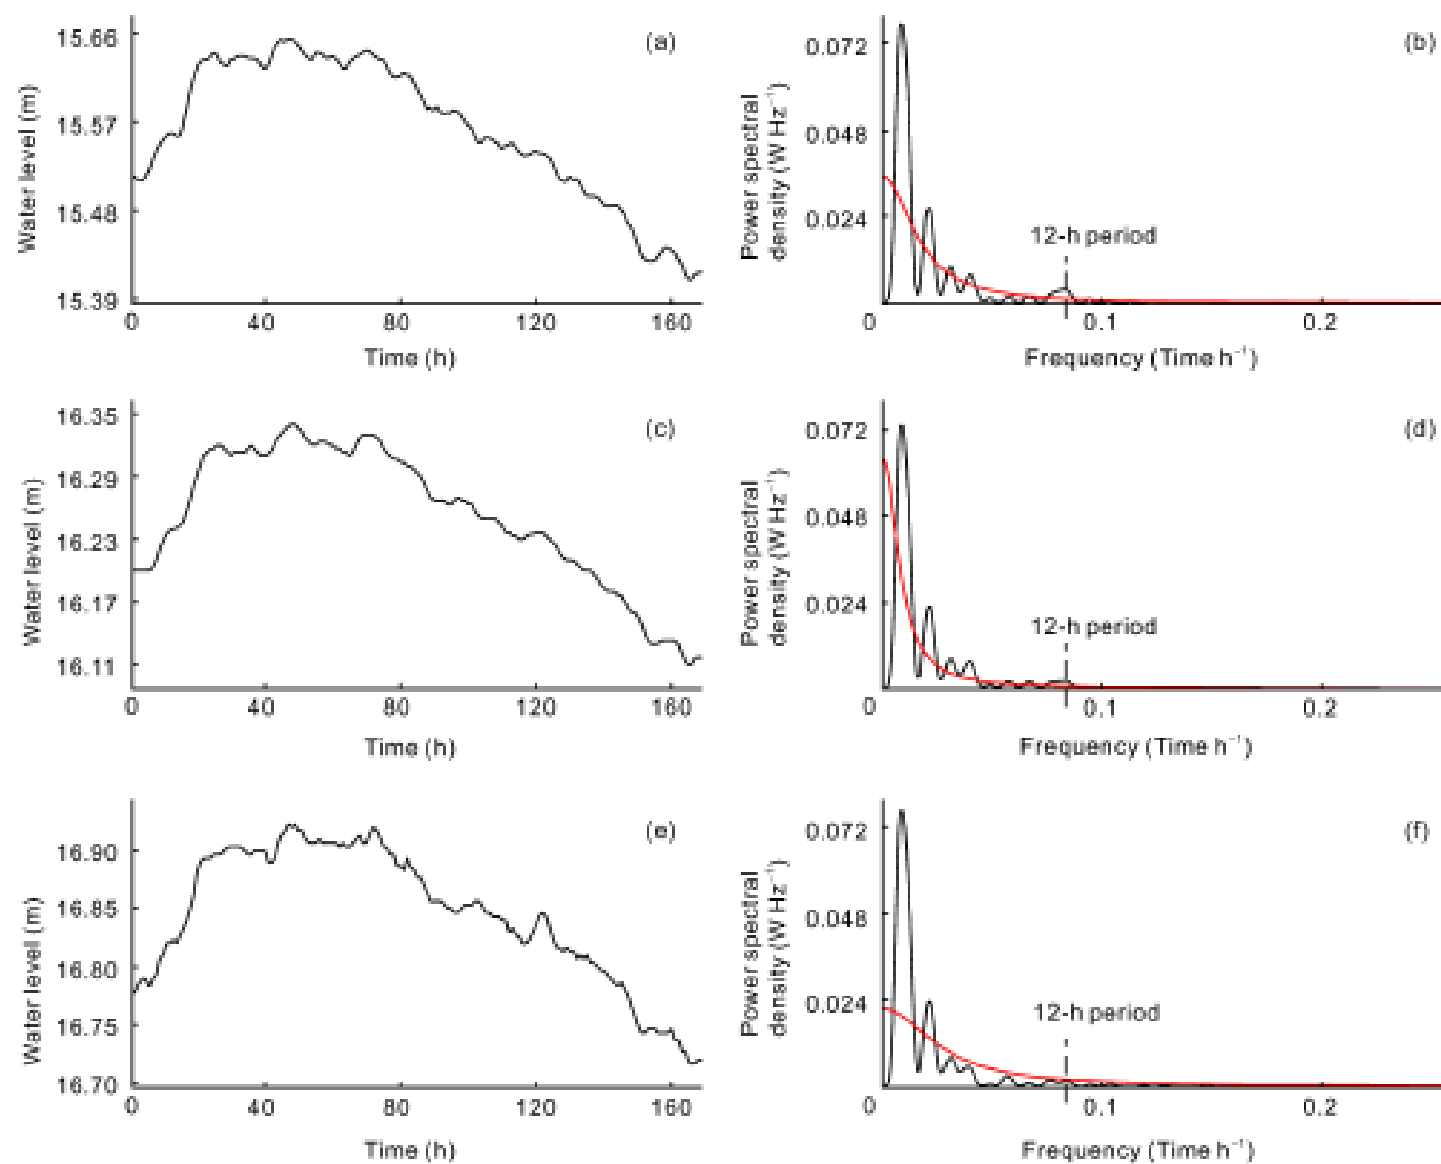 (a)
Water level (m)
15.66
15.57
15.48
15.39
0 40 80 120 160
Time (h)
(b)
Power spectral
density (W Hz⁻¹)
0.072
0.048
0.024
12-h period
0 0.1 0.2
Frequency (Time h⁻¹)
(c)
Water level (m)
16.35
16.29
16.23
16.17
16.11
0 40 80 120 160
Time (h)
(d)
Power spectral
density (W Hz⁻¹)
0.072
0.048
0.024
12-h period
0 0.1 0.2
Frequency (Time h⁻¹)
(e)
Water level (m)
16.90
16.85
16.80
16.75
16.70
0 40 80 120 160
Time (h)
(f)
Power spectral
density (W Hz⁻¹)
0.072
0.048
0.024
12-h period
0 0.1 0.2
Frequency (Time h⁻¹)